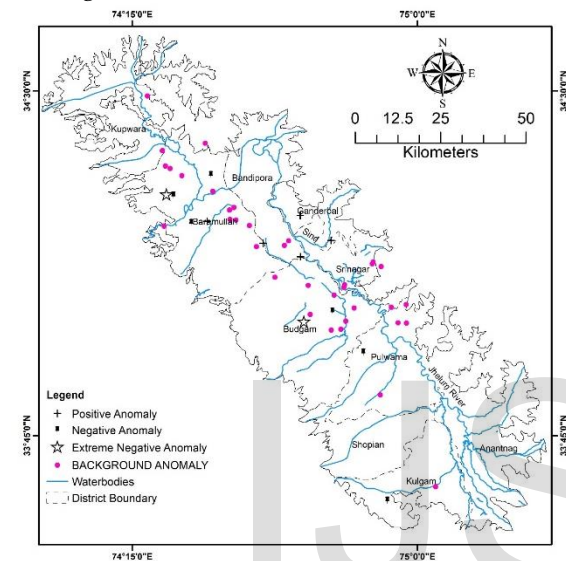 74°15'0"E
75°0'0"E
N
W
E
S
34°30'0"N
34°30'0"N
0 12.5 25 50
Kilometers
Kupwara
Bandipora
Ganderbal
Baramullah
Sind
Srinagar
Budgam
Pulwama
Jhelum River
Legend
Positive Anomaly
Negative Anomaly
Extreme Negative Anomaly
BACKGROUND ANOMALY
Waterbodies
District Boundary
33°45'0"N
33°45'0"N
Shopian
Anantnag
Kulgam
74°15'0"E
75°0'0"E
IJS